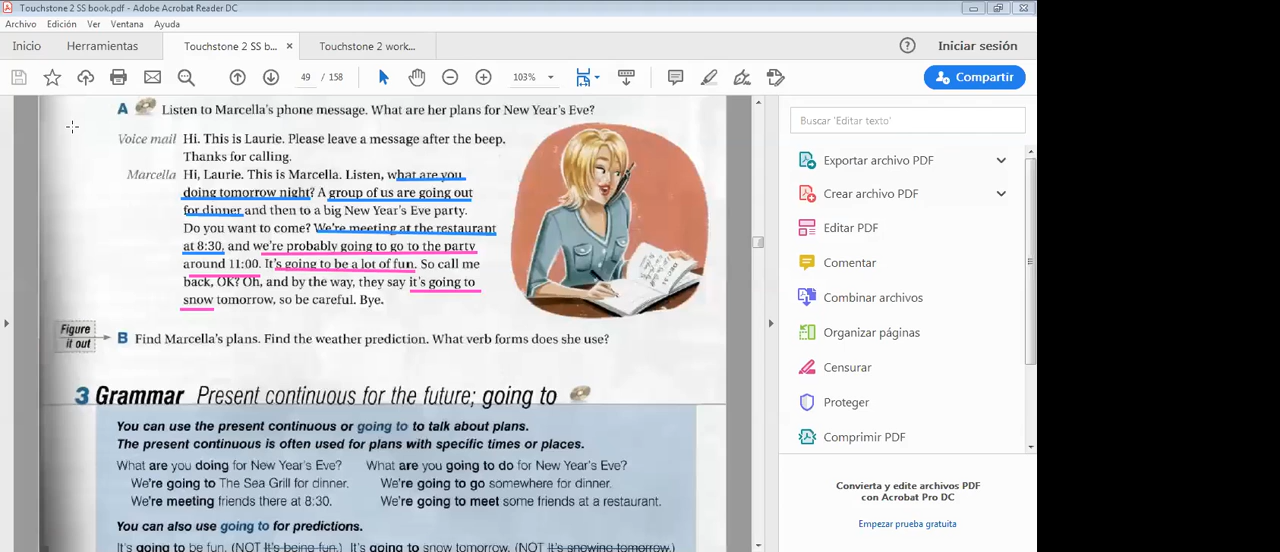 Touchstone 2 SS book.pdf - Adobe Acrobat Reader DC
Archivo Edición Ver Ventana Ayuda
Inicio Herramientas Touchstone 2 SS b... × Touchstone 2 work... Iniciar sesión
49 / 158 103% Compartir
A Listen to Marcella's phone message. What are her plans for New Year's Eve?
Voice mail Hi. This is Laurie. Please leave a message after the beep.
Thanks for calling.
Marcella Hi, Laurie. This is Marcella. Listen, what are you
doing tomorrow night? A group of us are going out
for dinner and then to a big New Year's Eve party.
Do you want to come? We're meeting at the restaurant
at 8:30, and we're probably going to go to the party
around 11:00. It's going to be a lot of fun. So call me
back, OK? Oh, and by the way, they say it's going to
snow tomorrow, so be careful. Bye.
Figure
it out
B Find Marcella's plans. Find the weather prediction. What verb forms does she use?
3 Grammar Present continuous for the future; going to
You can use the present continuous or going to to talk about plans.
The present continuous is often used for plans with specific times or places.
What are you doing for New Year's Eve? What are you going to do for New Year's Eve?
We're going to The Sea Grill for dinner. We're going to go somewhere for dinner.
We're meeting friends there at 8:30. We're going to meet some friends at a restaurant.
You can also use going to for predictions.
It's going to be fun. (NOT It's being fun.) It's going to snow tomorrow. (NOT It's snowing tomorrow.)
Buscar 'Editar texto'
Exportar archivo PDF
Crear archivo PDF
Editar PDF
Comentar
Combinar archivos
Organizar páginas
Censurar
Proteger
Comprimir PDF
Convierta y edite archivos PDF
con Acrobat Pro DC
Empezar prueba gratuita